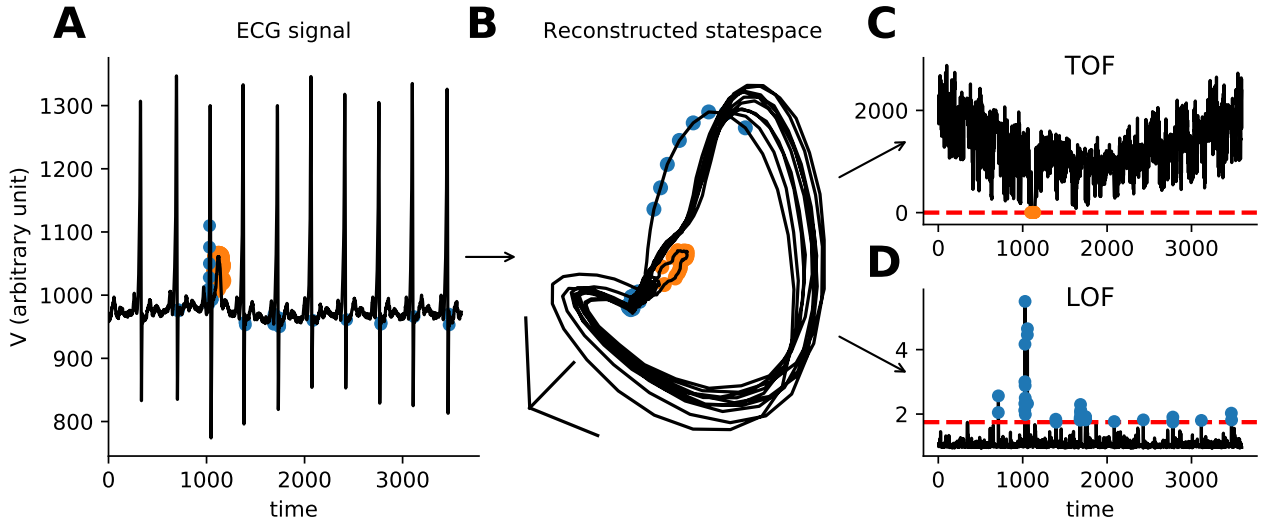 A
ECG signal
V (arbitrary unit)
1300
1200
1100
1000
900
800
0
1000
2000
3000
time
B
Reconstructed statespace
C
TOF
2000
0
0
1000
2000
3000
D
LOF
4
2
0
1000
2000
3000
time